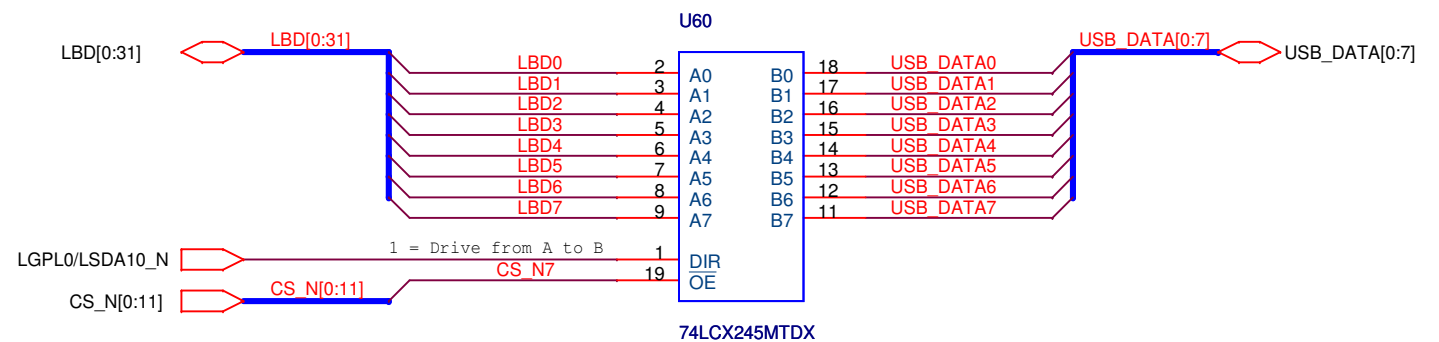 U60
LBD[0:31] LBD[0:31] USB_DATA[0:7] USB_DATA[0:7]
LBD0 2 A0 B0 18 USB_DATA0
LBD1 3 A1 B1 17 USB_DATA1
LBD2 4 A2 B2 16 USB_DATA2
LBD3 5 A3 B3 15 USB_DATA3
LBD4 6 A4 B4 14 USB_DATA4
LBD5 7 A5 B5 13 USB_DATA5
LBD6 8 A6 B6 12 USB_DATA6
LBD7 9 A7 B7 11 USB_DATA7
LGPL0/LSDA10_N 1 = Drive from A to B 1 DIR
CS_N7 19 OE
CS_N[0:11] CS_N[0:11]
74LCX245MTDX